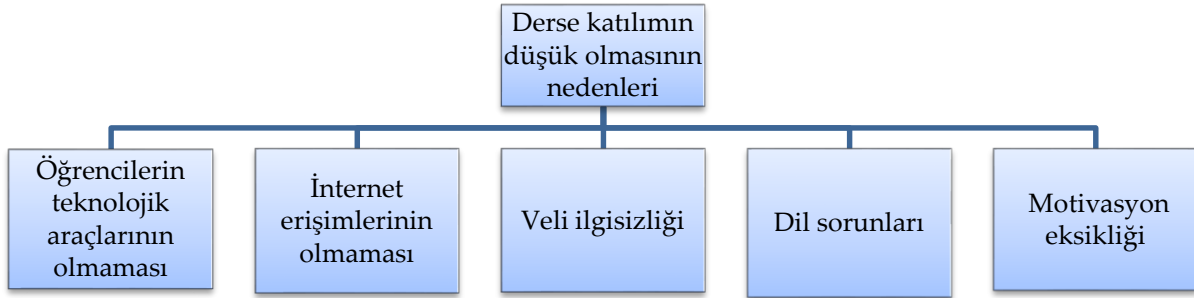 Derse katılımın
düşük olmasının
nedenleri
Öğrencilerin
teknolojik
araçlarının
olmaması
İnternet
erişimlerinin
olmaması
Veli ilgisizliği
Dil sorunları
Motivasyon
eksikliği